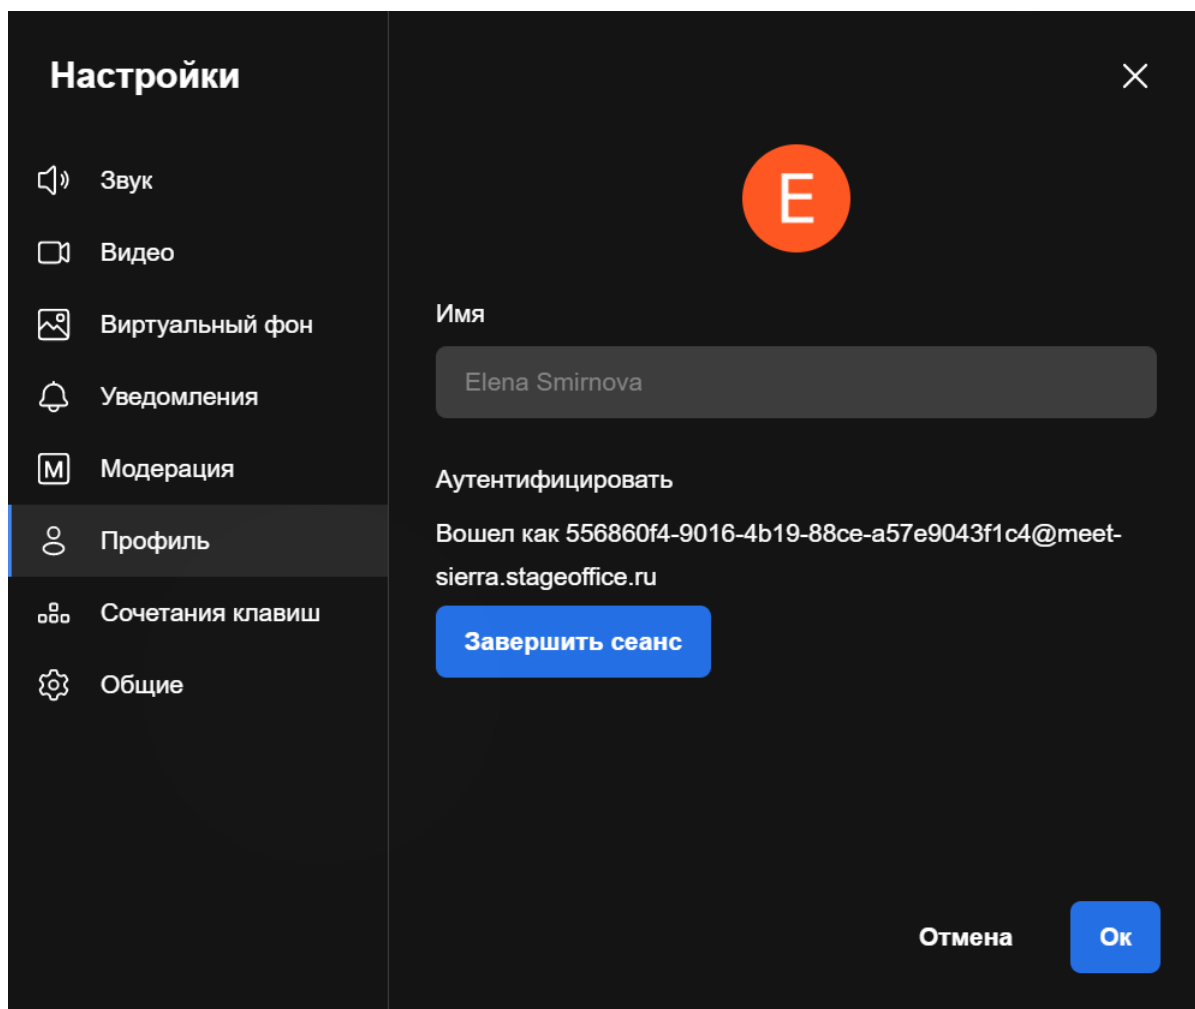 Настройки
Звук
Видео
Виртуальный фон
Уведомления
M Модерация
Профиль
Сочетания клавиш
Общие
E
Имя
Elena Smirnova
Аутентифицировать
Вошел как 556860f4-9016-4b19-88ce-a57e9043f1c4@meet-
sierra.stageoffice.ru
Завершить сеанс
Отмена
Ок